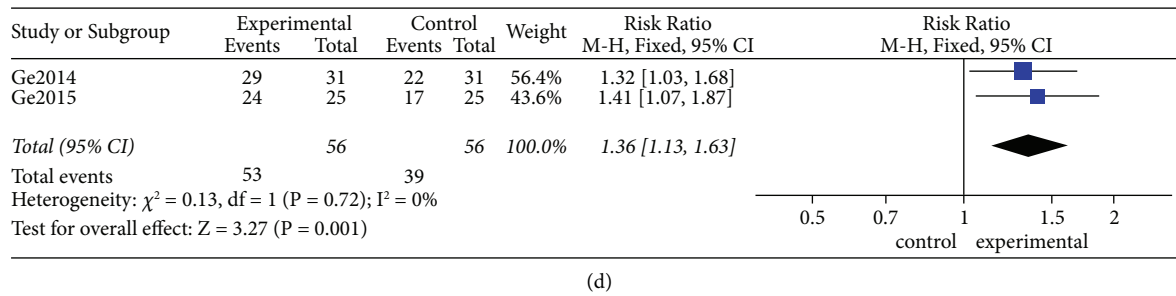 Study or Subgroup Experimental Control Weight Risk Ratio Risk Ratio
Events Total Events Total M-H, Fixed, 95% CI M-H, Fixed, 95% CI
Ge2014 29 31 22 31 56.4% 1.32 [1.03, 1.68]
Ge2015 24 25 17 25 43.6% 1.41 [1.07, 1.87]
Total (95% CI) 56 56 100.0% 1.36 [1.13, 1.63]
Total events 53 39
Heterogeneity: χ² = 0.13, df = 1 (P = 0.72); I² = 0%
Test for overall effect: Z = 3.27 (P = 0.001)
0.5 0.7 1 1.5 2
control experimental
(d)